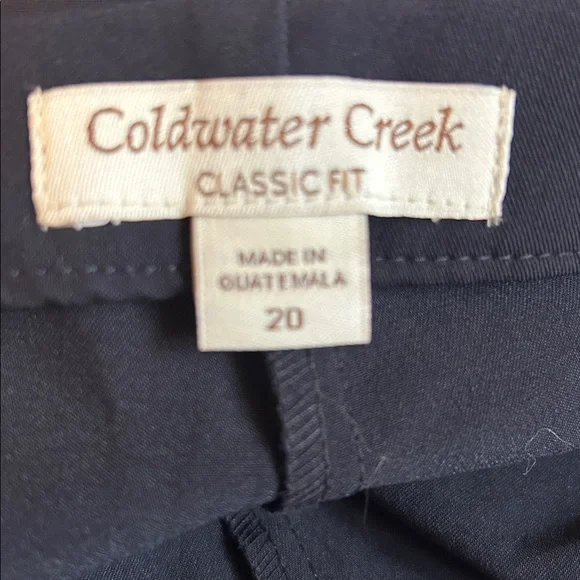 Coldwater Creek
CLASSIC FIT
MADE IN
GUATEMALA
20